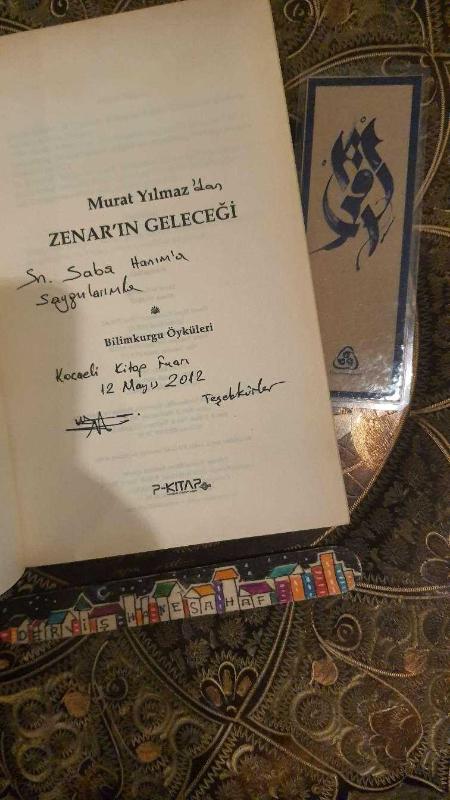 Murat Yılmaz'dan
ZENAR'IN GELECEĞİ
Sn. Saba Hanım'a
Saygılarımla
Bilimkurgu Öyküleri
Kocaeli Kitap Fuarı
12 Mayıs 2012
Teşekkürler
P-KİTAP
DERVİŞHANE SAHAF